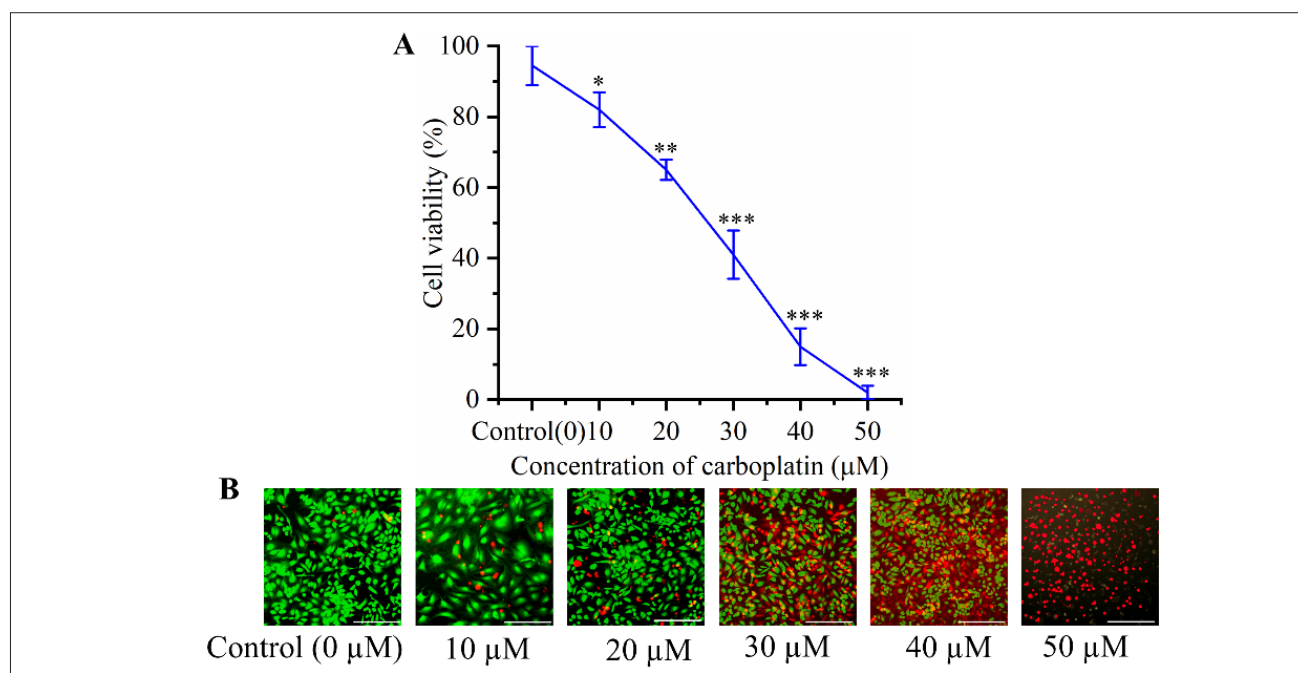 A
100
80
60
40
20
0
Cell viability (%)
*
**
***
***
***
Control(0) 10 20 30 40 50
Concentration of carboplatin (μM)
B
Control (0 μM) 10 μM 20 μM 30 μM 40 μM 50 μM